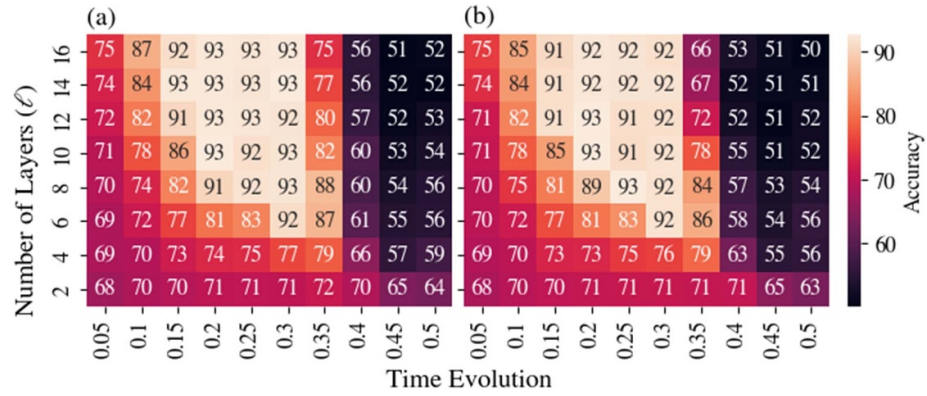 (a) (b)
16 75 87 92 93 93 93 75 56 51 52 75 85 91 92 92 92 66 53 51 50 90
14 74 84 93 93 93 93 77 56 52 52 74 84 91 92 92 92 67 52 51 51
12 72 82 91 93 93 92 80 57 52 53 71 82 91 93 91 92 72 52 51 52 80
10 71 78 86 93 92 93 82 60 53 54 71 78 85 93 91 92 78 55 51 52
8 70 74 82 91 92 93 88 60 54 56 70 75 81 89 93 92 84 57 53 54 70
6 69 72 77 81 83 92 87 61 55 56 70 72 77 81 83 92 86 58 54 56
4 69 70 73 74 75 77 79 66 57 59 69 70 73 73 75 76 79 63 55 56 60
2 68 70 70 71 71 71 72 70 65 64 68 70 70 71 71 71 71 71 65 63
0.05 0.1 0.15 0.2 0.25 0.3 0.35 0.4 0.45 0.5 0.05 0.1 0.15 0.2 0.25 0.3 0.35 0.4 0.45 0.5
Number of Layers (ℓ)
Time Evolution
Accuracy